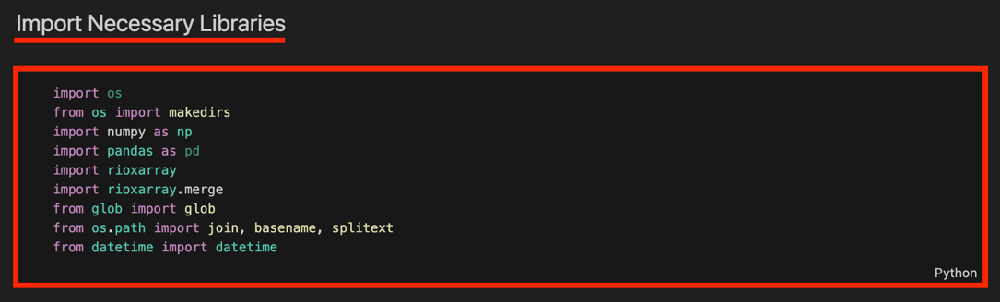 Import Necessary Libraries
import os
from os import makedirs
import numpy as np
import pandas as pd
import rioxarray
import rioxarray.merge
from glob import glob
from os.path import join, basename, splitext
from datetime import datetime
Python